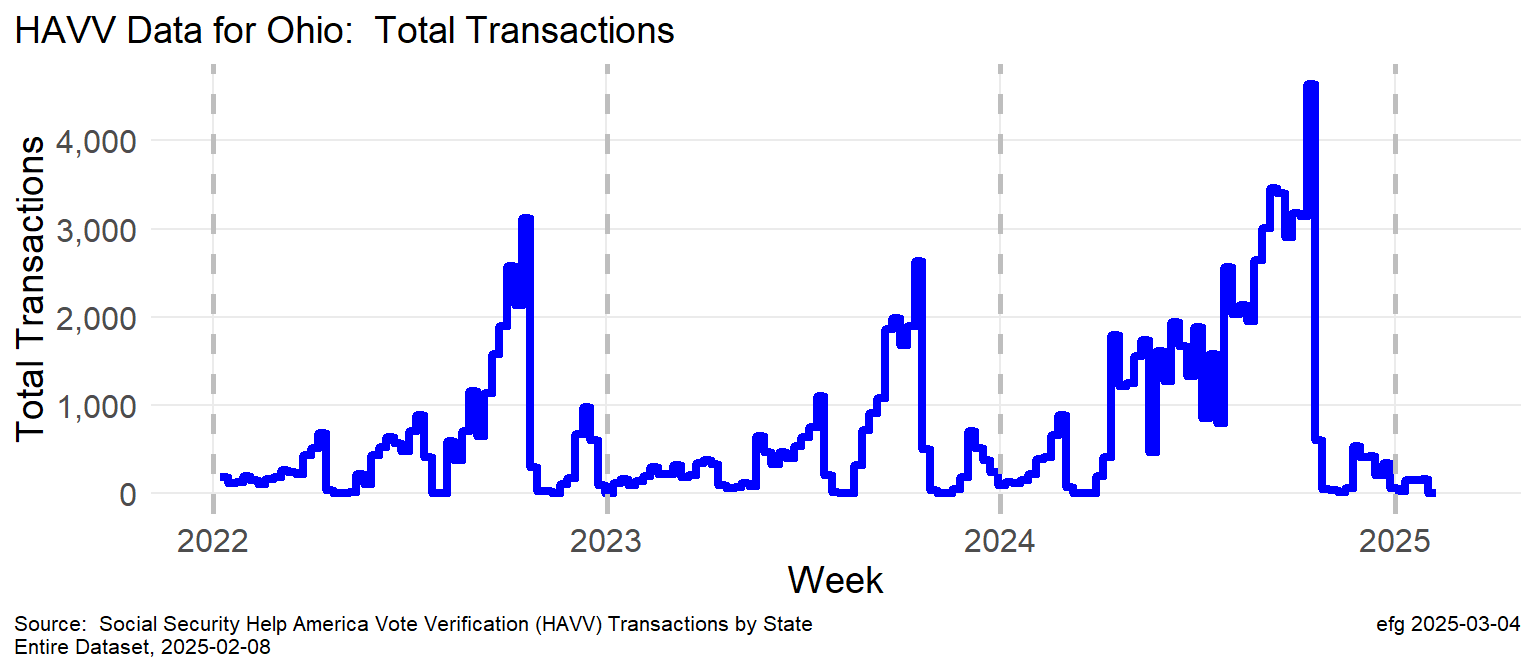 HAVV Data for Ohio:  Total Transactions
Total Transactions
4,000
3,000
2,000
1,000
0
2022 2023 2024 2025
Week
Source:  Social Security Help America Vote Verification (HAVV) Transactions by State
Entire Dataset, 2025-02-08
efg 2025-03-04